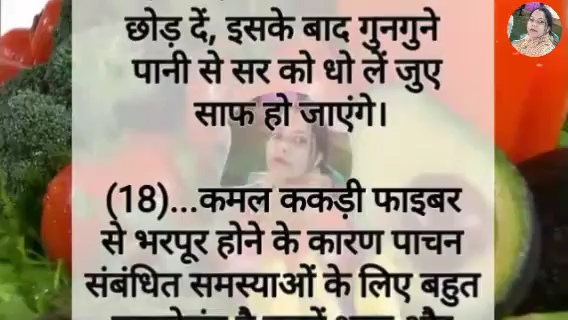 छोड़ दें, इसके बाद गुनगुने
पानी से सर को धो लें जुए
साफ हो जाएंगे।
(18)...कमल ककड़ी फाइबर
से भरपूर होने के कारण पाचन
संबंधित समस्याओं के लिए बहुत